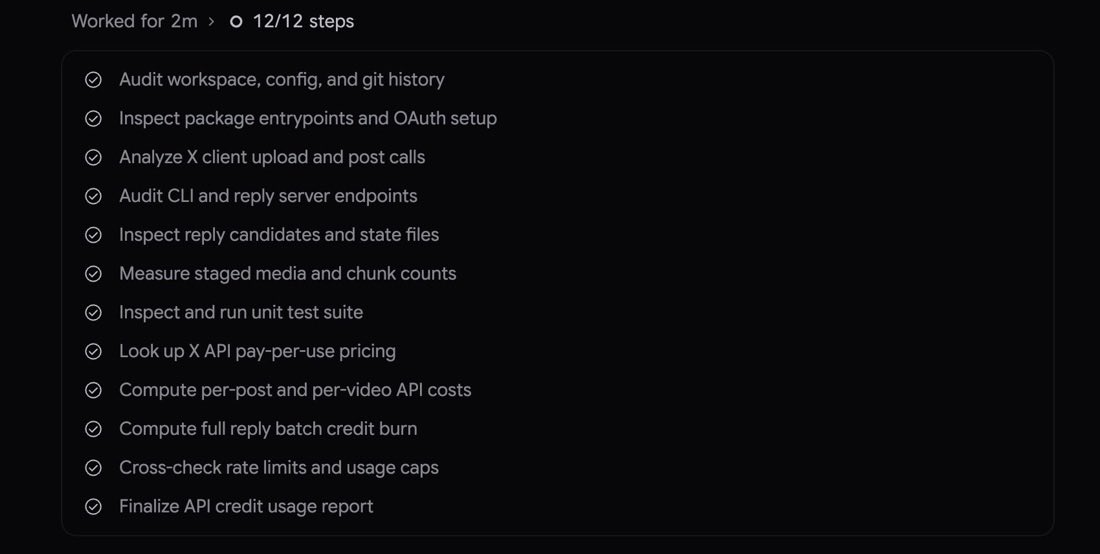 Worked for 2m > 12/12 steps
Audit workspace, config, and git history
Inspect package entrypoints and OAuth setup
Analyze X client upload and post calls
Audit CLI and reply server endpoints
Inspect reply candidates and state files
Measure staged media and chunk counts
Inspect and run unit test suite
Look up X API pay-per-use pricing
Compute per-post and per-video API costs
Compute full reply batch credit burn
Cross-check rate limits and usage caps
Finalize API credit usage report